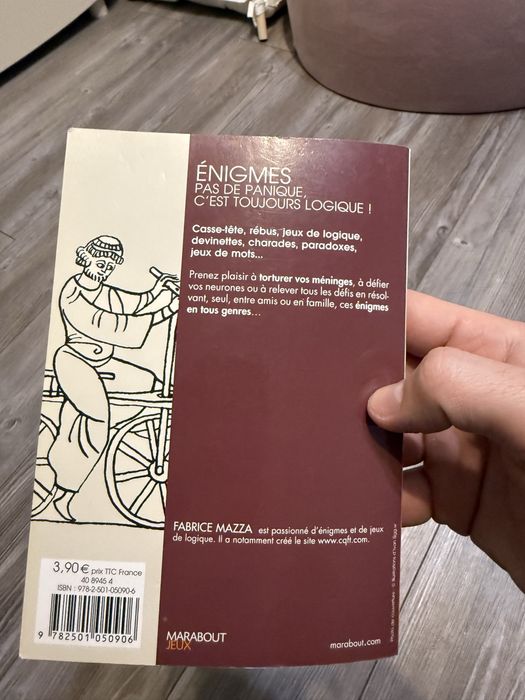 ÉNIGMES
PAS DE PANIQUE,
C'EST TOUJOURS LOGIQUE !
Casse-tête, rébus, jeux de logique,
devinettes, charades, paradoxes,
jeux de mots...
Prenez plaisir à torturer vos méninges, à défier
vos neurones ou à relever tous les défis en résol-
vant, seul, entre amis ou en famille, ces énigmes
en tous genres...
FABRICE MAZZA est passionné d'énigmes et de jeux
de logique. Il a notamment créé le site www.cqft.com.
3,90 € prix TTC France
40 8945 4
ISBN : 978-2-501-05090-6
9 782501 050906
MARABOUT
JEUX
marabout.com